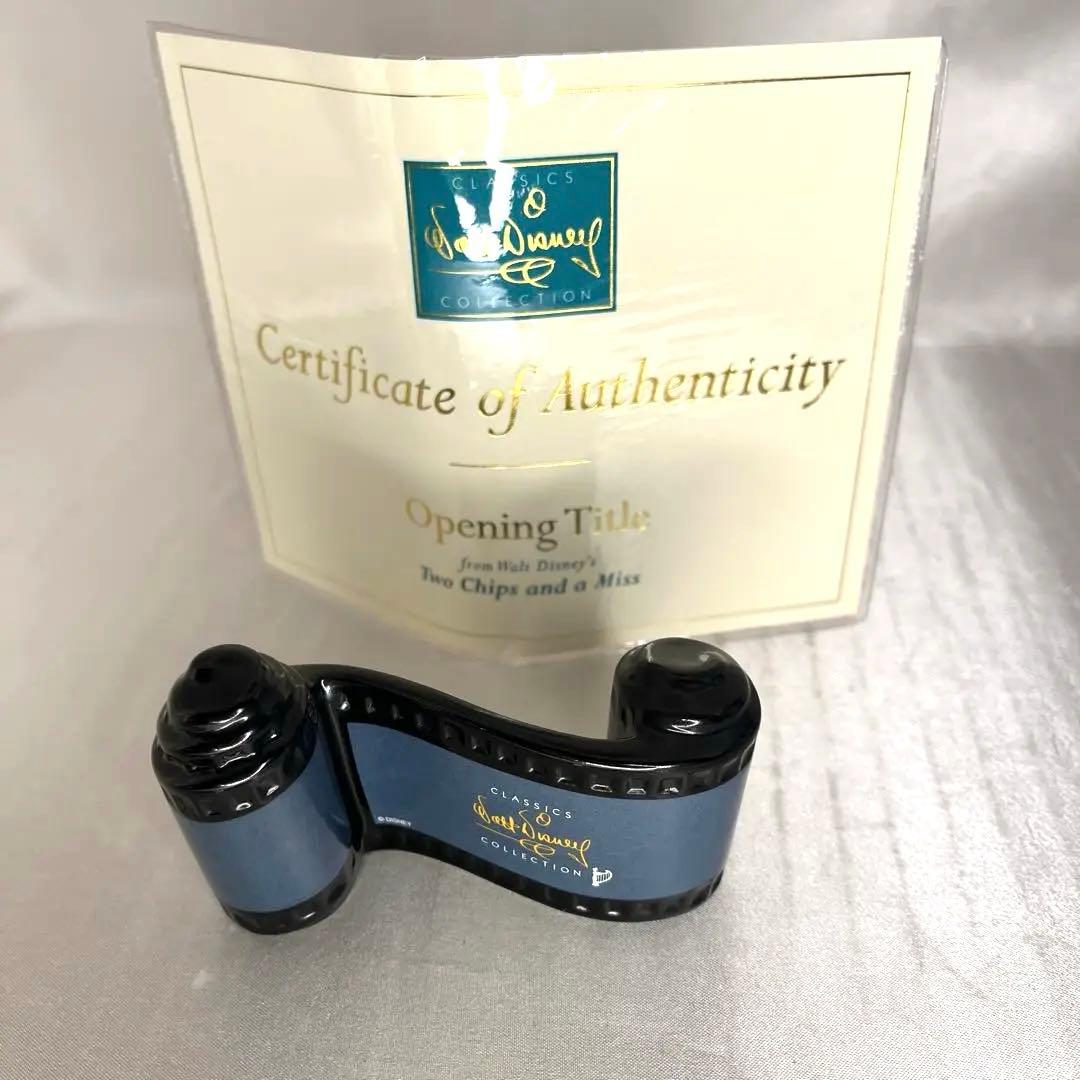 CLASSICS
Walt Disney
COLLECTION
Certificate of Authenticity
Opening Title
from Walt Disney's
Two Chips and a Miss
CLASSICS
Walt Disney
COLLECTION
© DISNEY